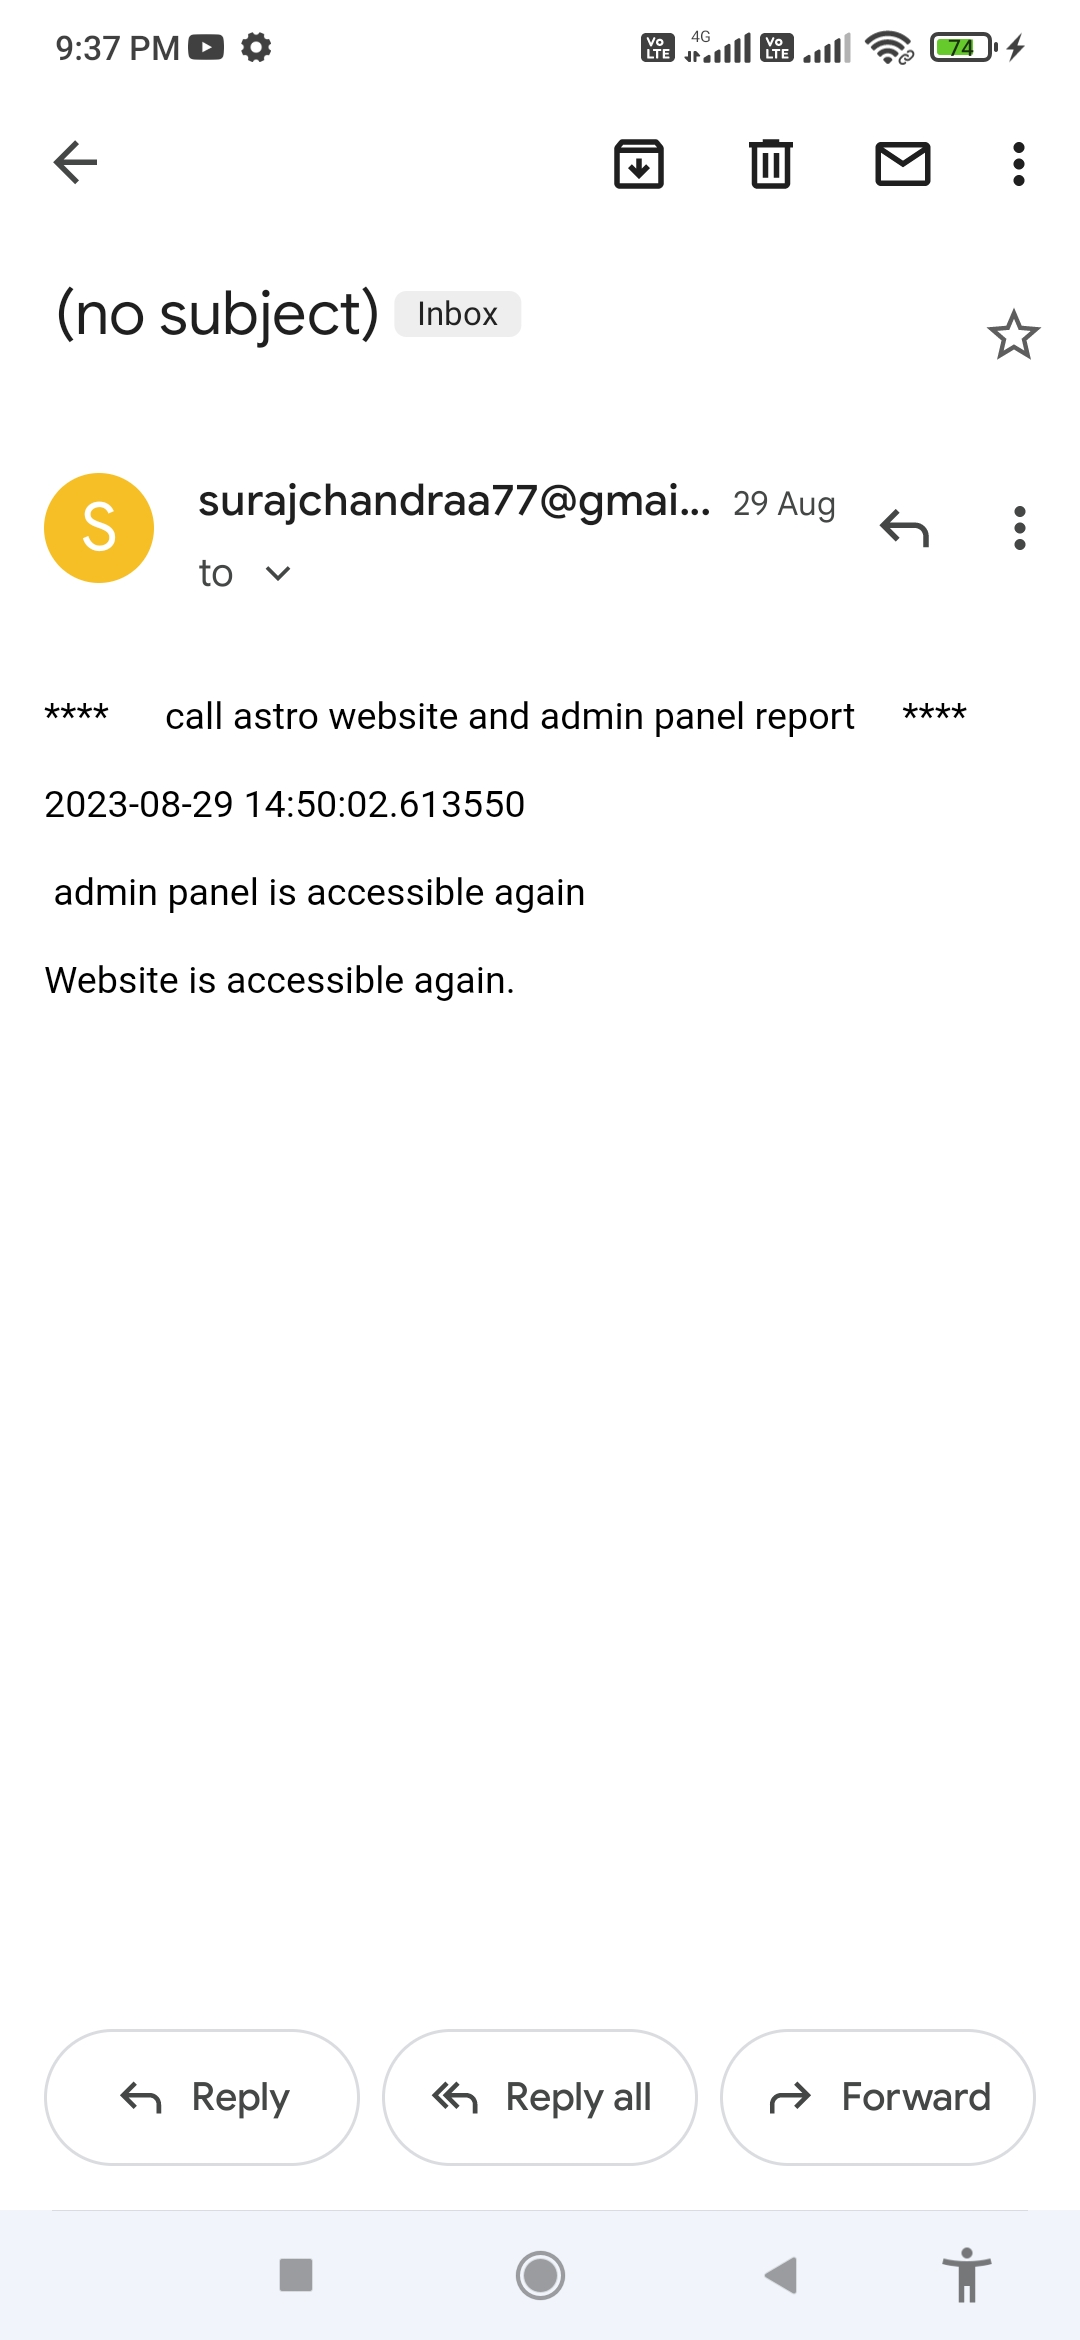 9:37 PM
Vo LTE 4G Vo LTE 74
(no subject) Inbox
S
surajchandraa77@gmai... 29 Aug
to
**** call astro website and admin panel report ****
2023-08-29 14:50:02.613550
admin panel is accessible again
Website is accessible again.
Reply Reply all Forward